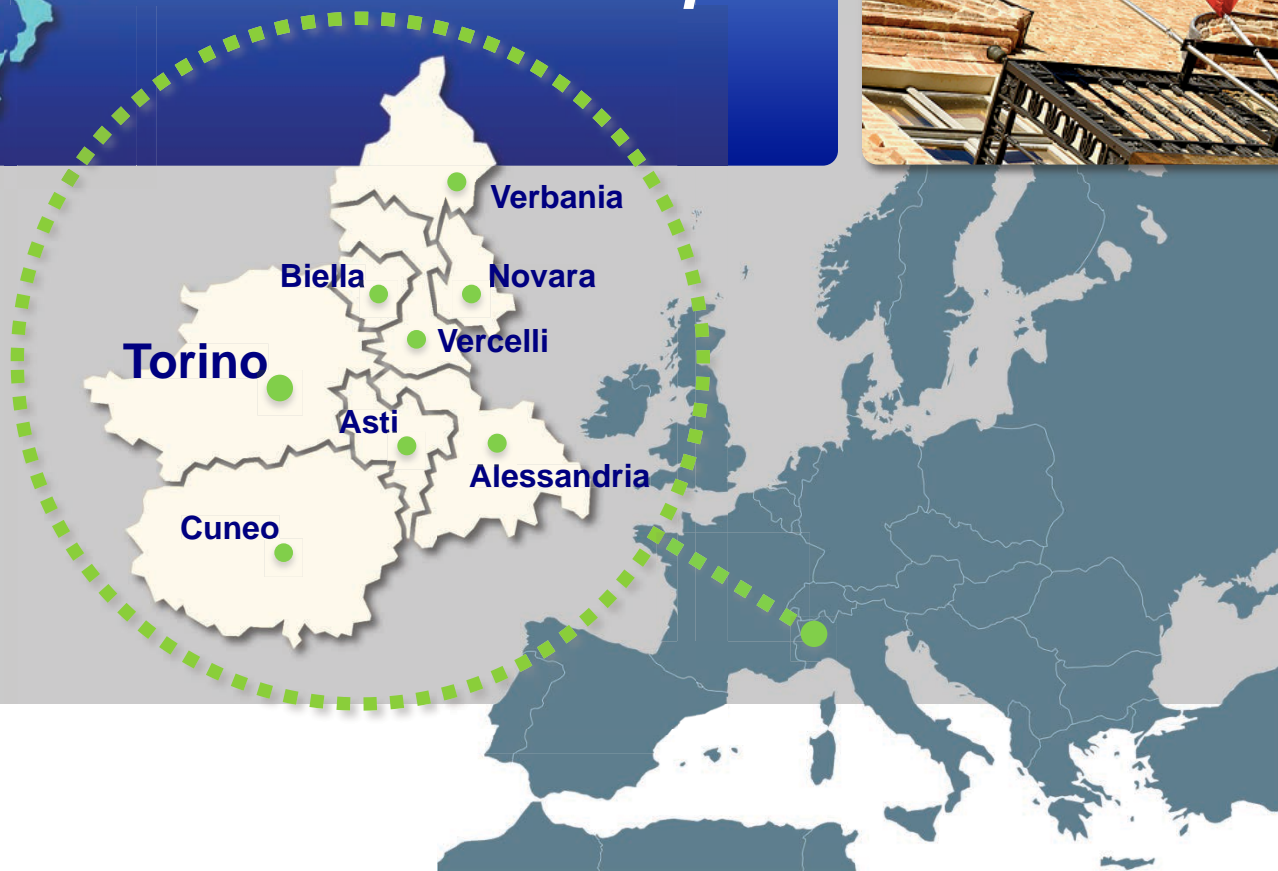 Verbania
Biella
Novara
Vercelli
Torino
Asti
Alessandria
Cuneo